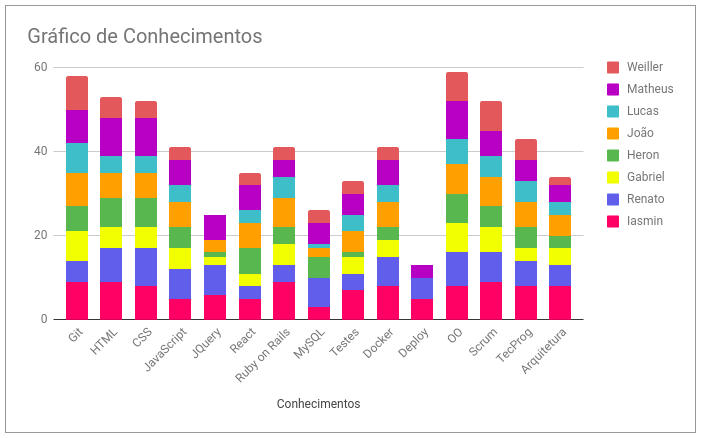 Gráfico de Conhecimentos
60
40
20
0
Git
HTML
CSS
JavaScript
JQuery
React
Ruby on Rails
MySQL
Testes
Docker
Deploy
OO
Scrum
TecProg
Arquitetura
Conhecimentos
Weiller
Matheus
Lucas
João
Heron
Gabriel
Renato
Iasmin